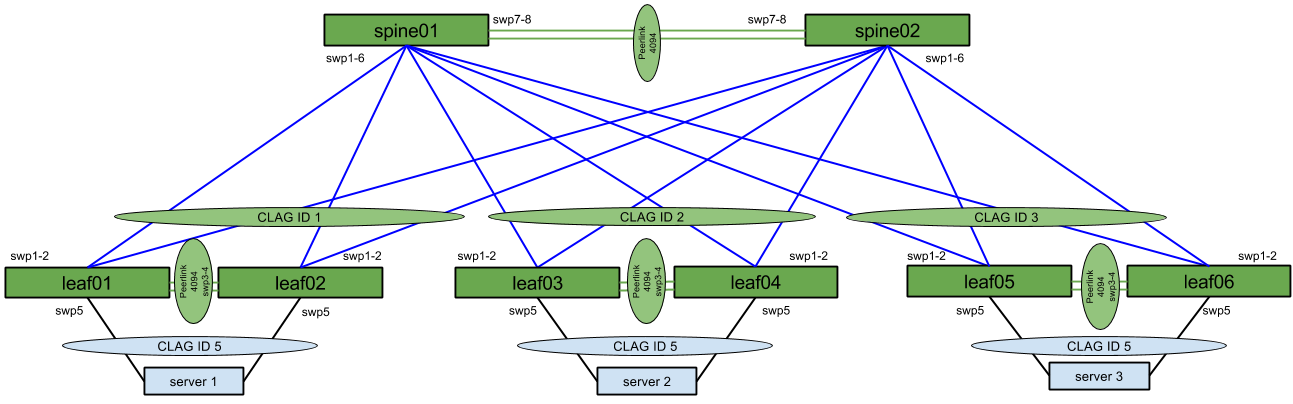 spine01
swp7-8
Peerlink
4094
swp7-8
spine02
swp1-6
swp1-6
CLAG ID 1
CLAG ID 2
CLAG ID 3
swp1-2
swp1-2
swp1-2
swp1-2
swp1-2
swp1-2
leaf01
Peerlink
4094
swp3-4
leaf02
leaf03
Peerlink
4094
swp3-4
leaf04
leaf05
Peerlink
4094
swp3-4
leaf06
swp5
swp5
swp5
swp5
swp5
swp5
CLAG ID 5
CLAG ID 5
CLAG ID 5
server 1
server 2
server 3